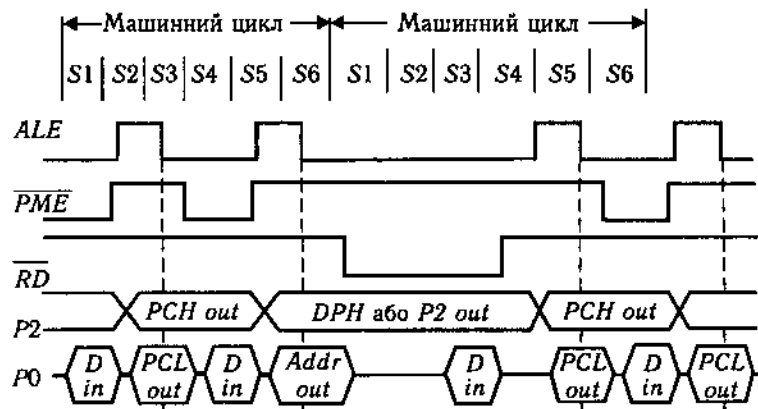 Машинний цикл Машинний цикл
S1 S2 S3 S4 S5 S6 S1 S2 S3 S4 S5 S6
ALE
PME
RD
P2 PCH out DPH або P2 out PCH out
P0 D in PCL out D in Addr out D in PCL out D in PCL out